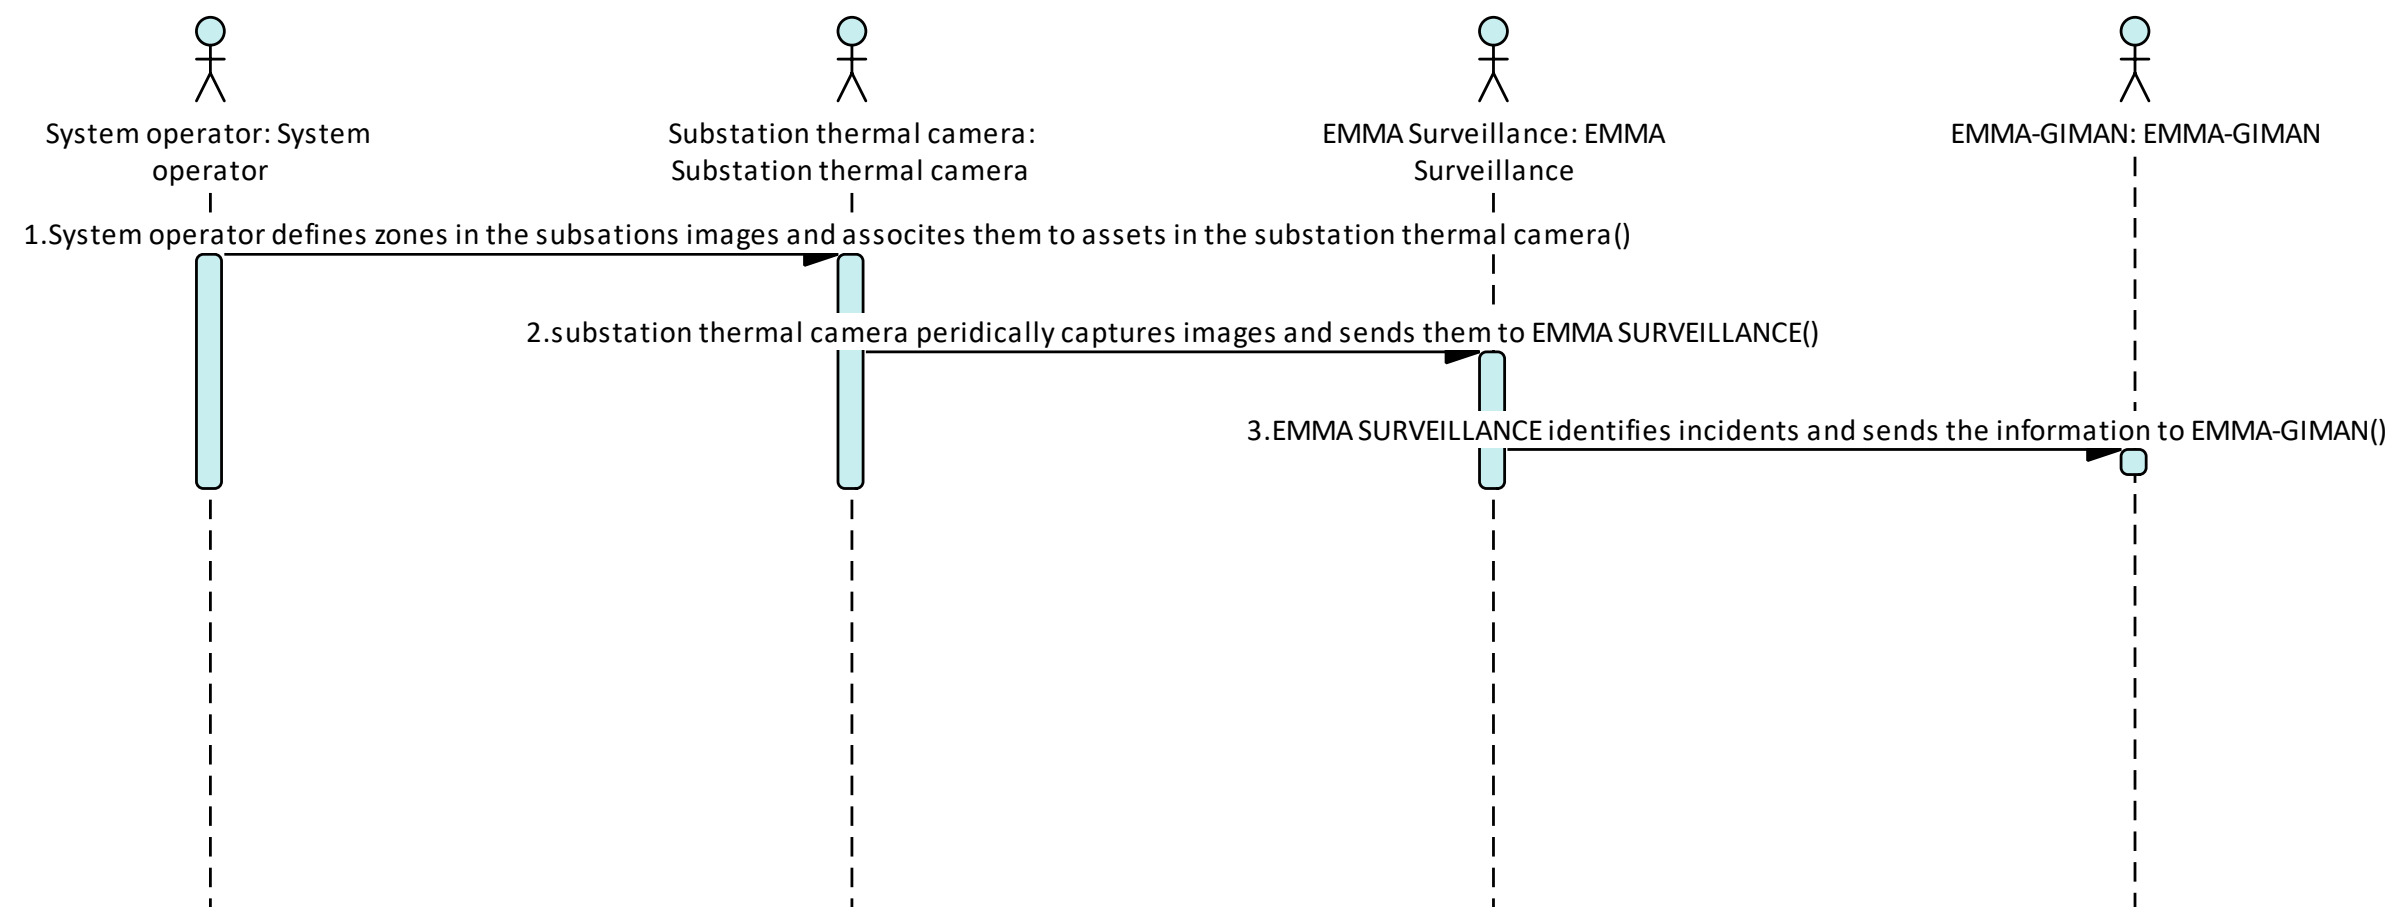 System operator: System
operator
Substation thermal camera:
Substation thermal camera
EMMA Surveillance: EMMA
Surveillance
EMMA-GIMAN: EMMA-GIMAN
1.System operator defines zones in the subsations images and assocites them to assets in the substation thermal camera()
2.substation thermal camera peridically captures images and sends them to EMMA SURVEILLANCE()
3.EMMA SURVEILLANCE identifies incidents and sends the information to EMMA-GIMAN()